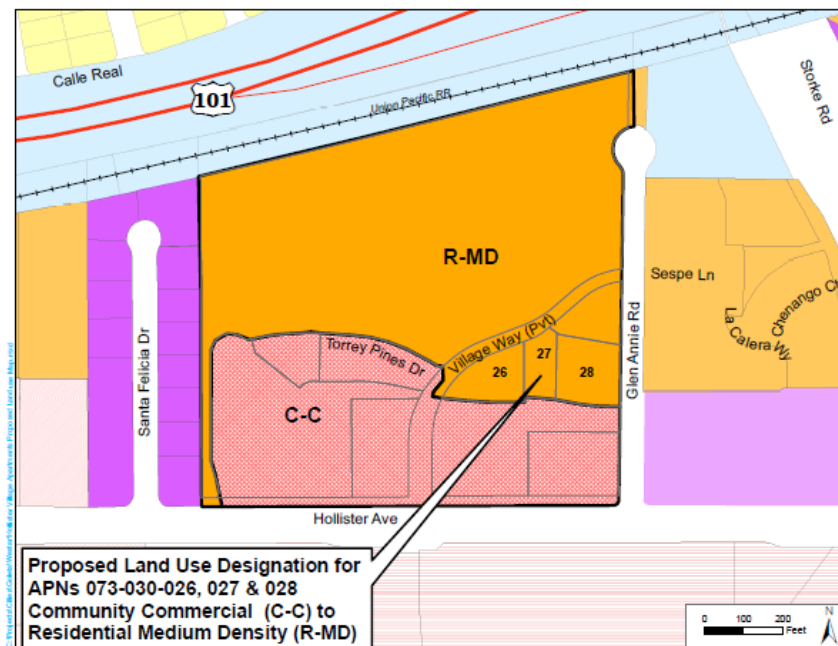 Calle Real
101
Union Pacific RR
Storke Rd
R-MD
Sespe Ln
Chenango Ct
La Calera Wy
Glen Annie Rd
Village Way (Pvt)
Torrey Pines Dr
26
27
28
Santa Felicia Dr
C-C
Hollister Ave
Proposed Land Use Designation for
APNs 073-030-026, 027 & 028
Community Commercial (C-C) to
Residential Medium Density (R-MD)
0 100 200
Feet
N